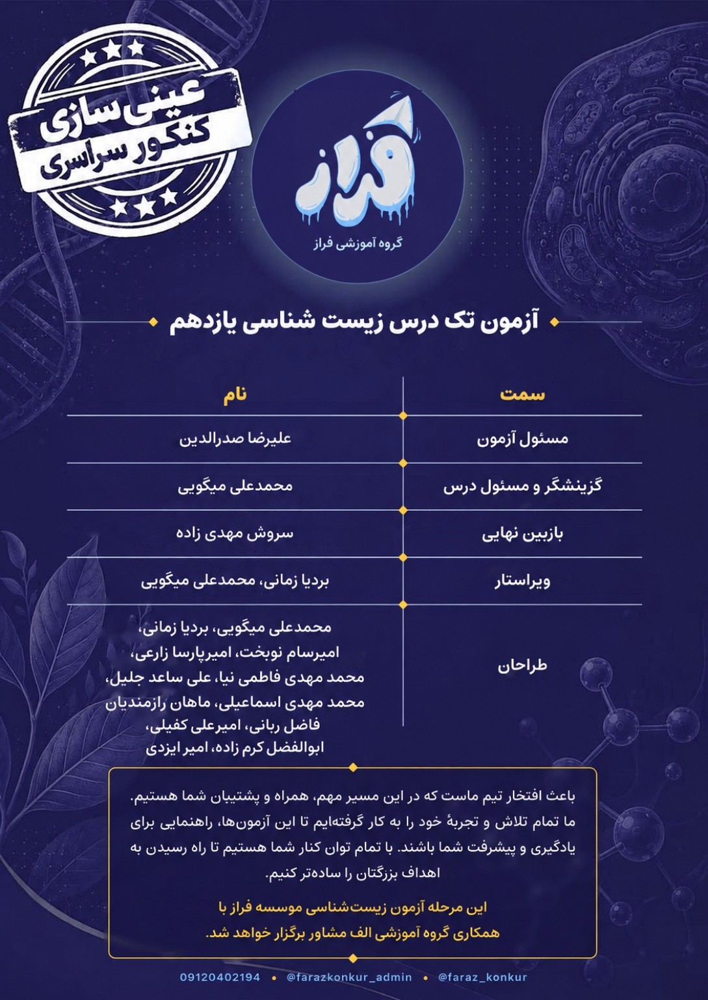 عینی‌سازی
کنکور سراسری
فراز
گروه آموزشی فراز
آزمون تک درس زیست شناسی یازدهم
سمت نام
مسئول آزمون علیرضا صدرالدین
گزینشگر و مسئول درس محمدعلی میگویی
بازبین نهایی سروش مهدی زاده
ویراستار بردیا زمانی، محمدعلی میگویی
طراحان
محمدعلی میگویی، بردیا زمانی،
امیرسام نوبخت، امیرپارسا زارعی،
محمد مهدی فاطمی نیا، علی ساعد جلیل،
محمد مهدی اسماعیلی، ماهان رازمندیان
فاضل ربانی، امیرعلی کفیلی،
ابوالفضل کرم زاده، امیر ایزدی
باعث افتخار تیم ماست که در این مسیر مهم، همراه و پشتیبان شما هستیم.
ما تمام تلاش و تجربهٔ خود را به کار گرفته‌ایم تا این آزمون‌ها، راهنمایی برای
یادگیری و پیشرفت شما باشند. با تمام توان کنار شما هستیم تا راه رسیدن به
اهداف بزرگتان را ساده‌تر کنیم.
این مرحله آزمون زیست‌شناسی موسسه فراز با
همکاری گروه آموزشی الف مشاور برگزار خواهد شد.
09120402194 • @farazkonkur_admin • @faraz_konkur